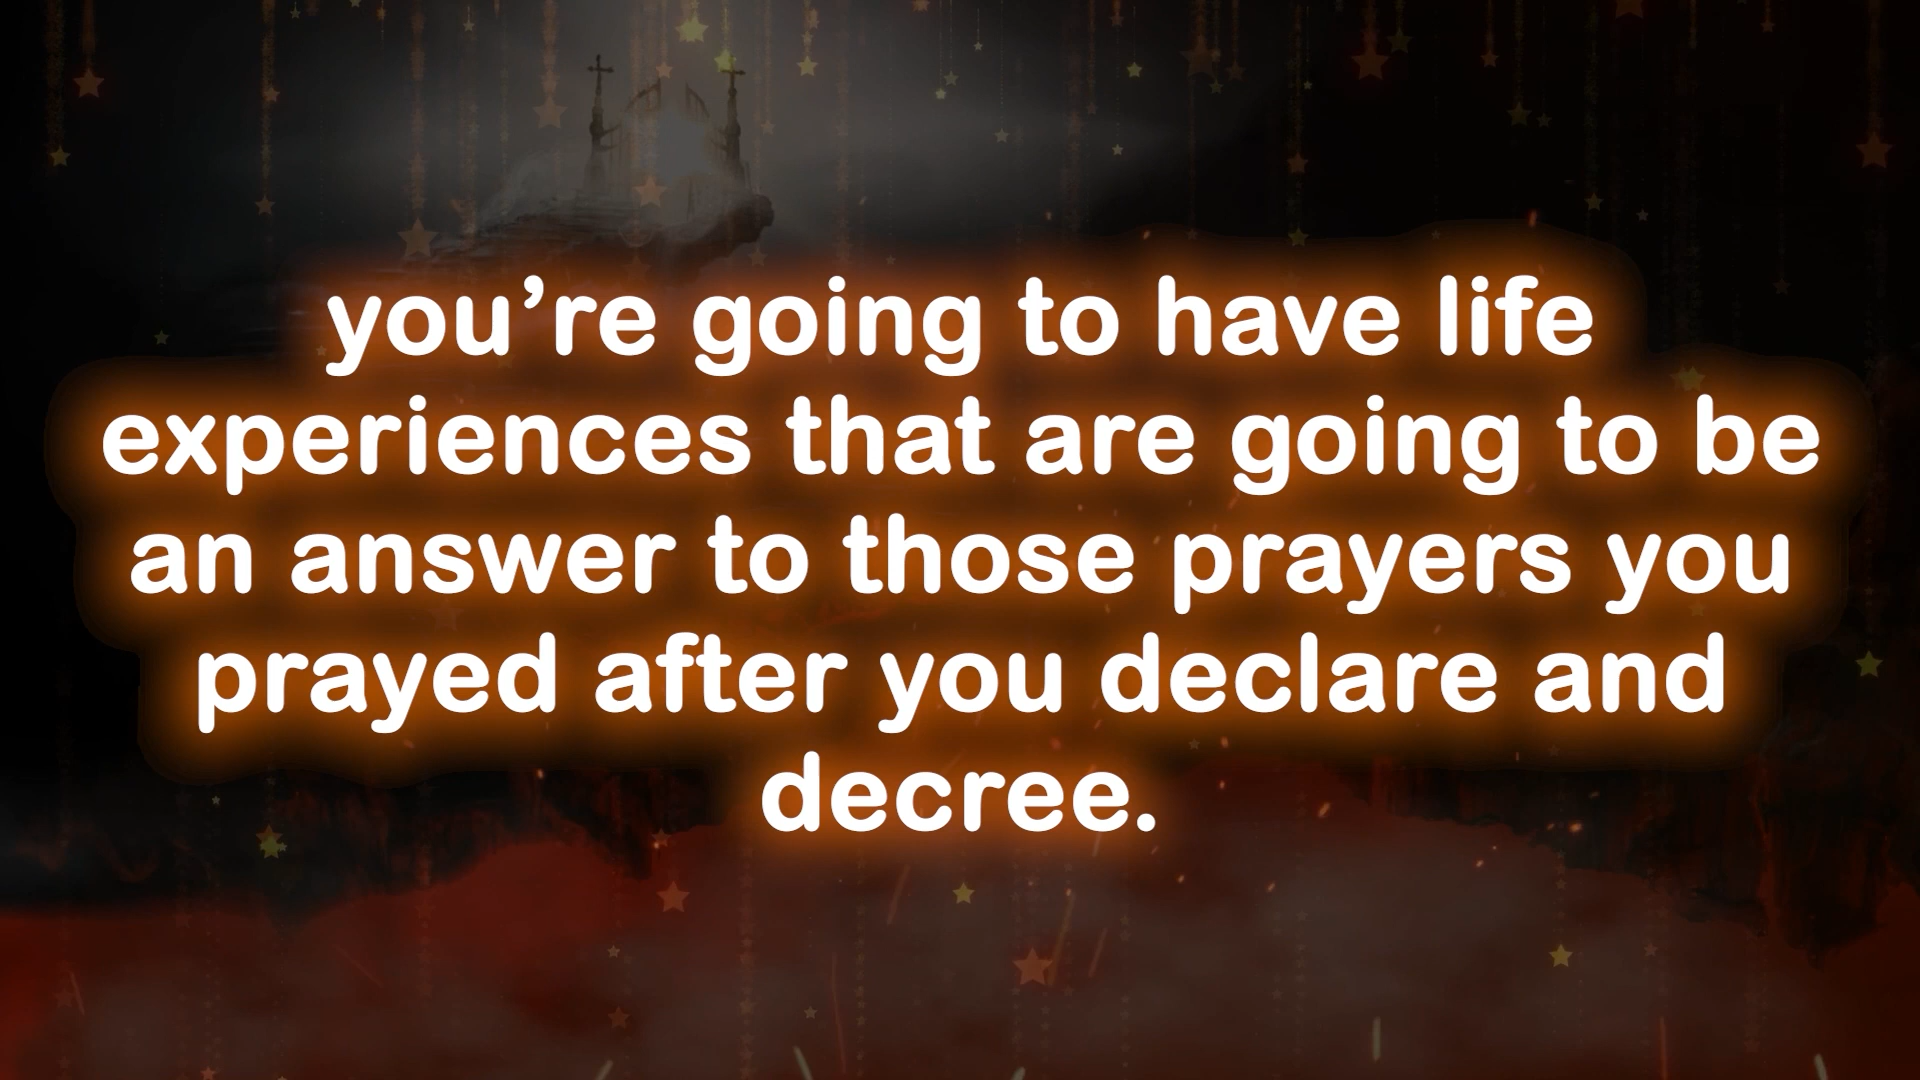 you’re going to have life
experiences that are going to be
an answer to those prayers you
prayed after you declare and
decree.